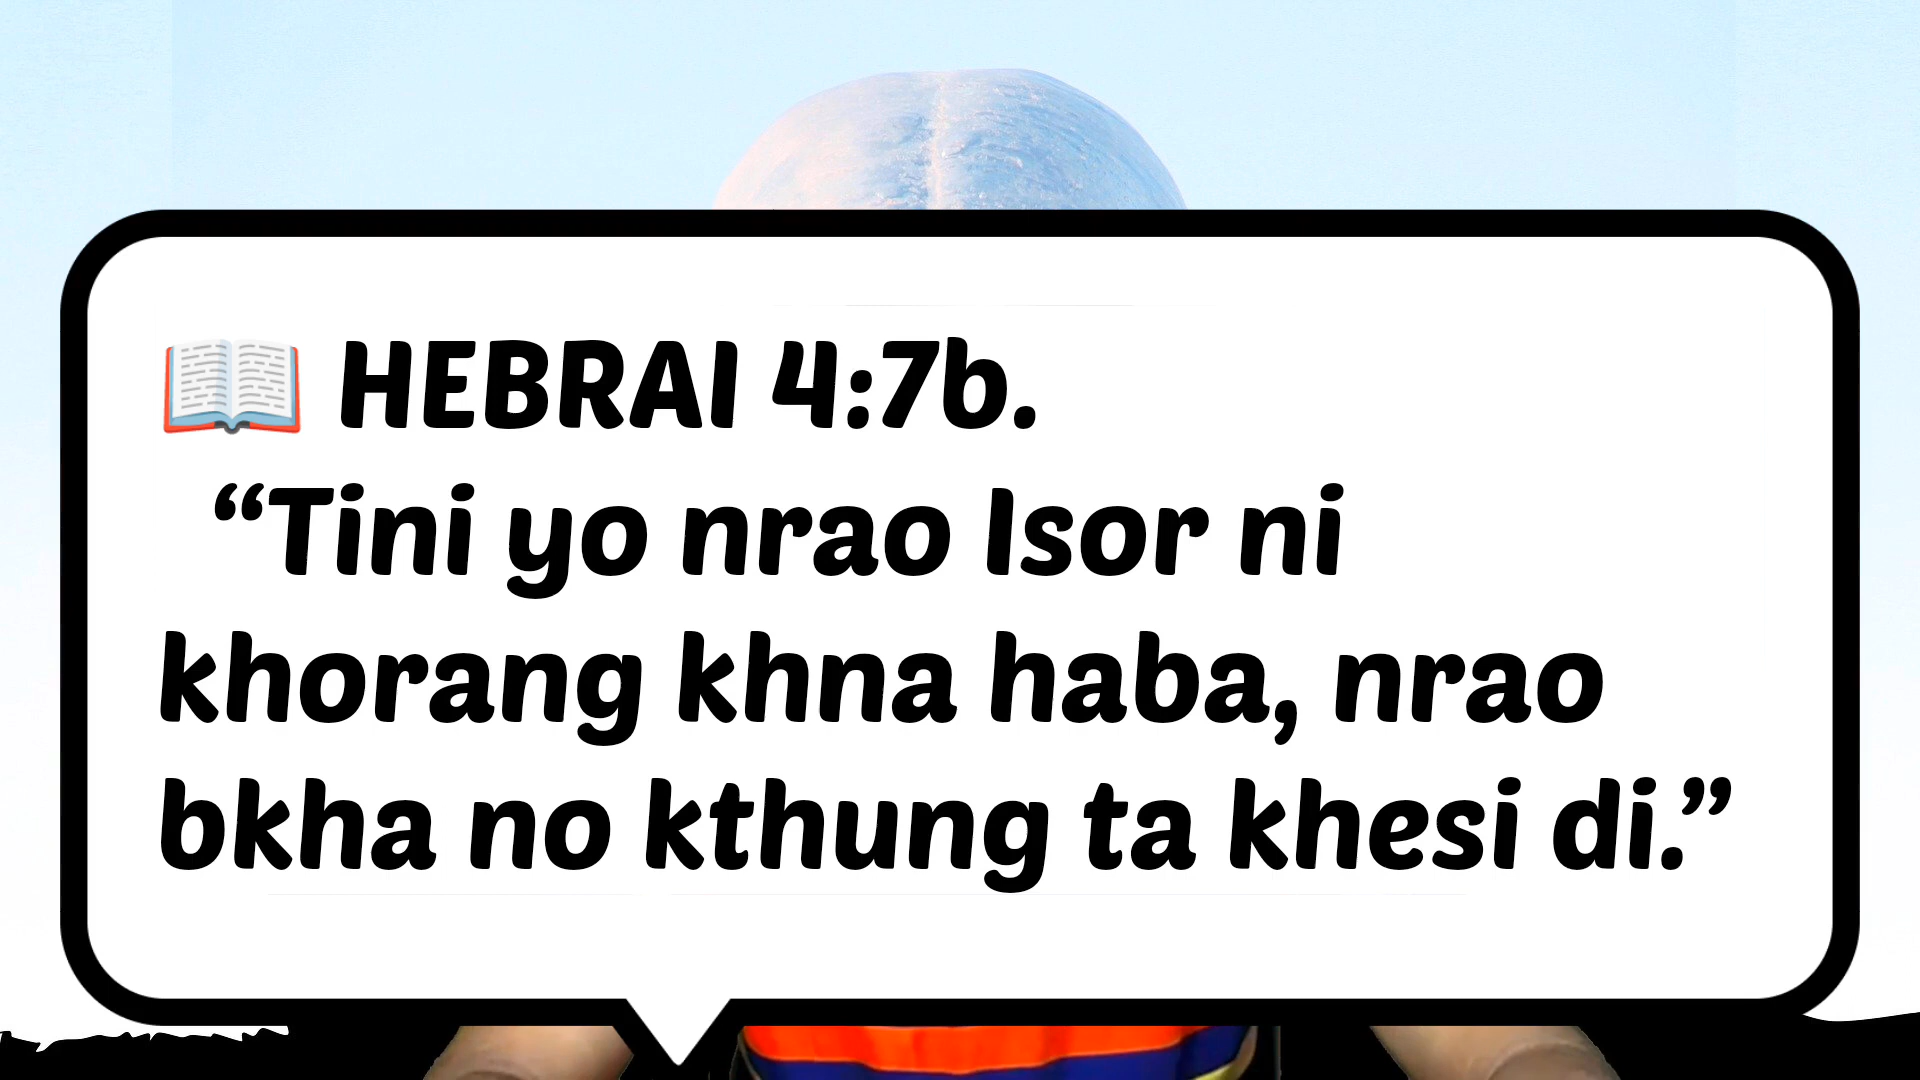 📖 HEBRAI 4:7b.
“Tini yo nrao Isor ni
khorang khna haba, nrao
bkha no kthung ta khesi di.”